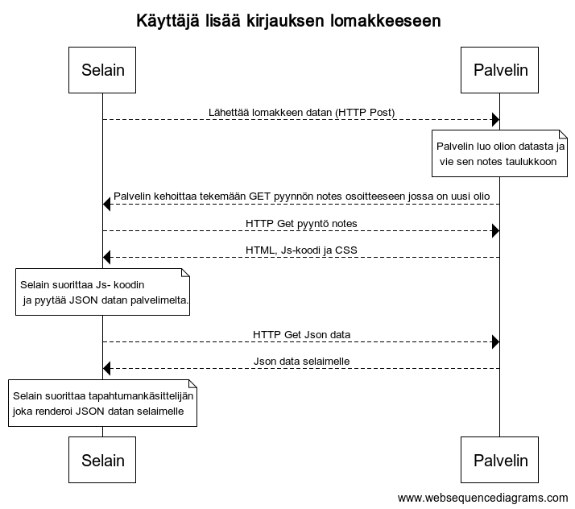 Käyttäjä lisää kirjauksen lomakkeeseen
Selain
Palvelin
Lähettää lomakkeen datan (HTTP Post)
Palvelin luo olion datasta ja
vie sen notes taulukkoon
Palvelin kehoittaa tekemään GET pyynnön notes osoitteeseen jossa on uusi olio
HTTP Get pyyntö notes
HTML, Js-koodi ja CSS
Selain suorittaa Js- koodin
ja pyytää JSON datan palvelimelta.
HTTP Get Json data
Json data selaimelle
Selain suorittaa tapahtumankäsittelijän
joka renderoi JSON datan selaimelle
Selain
Palvelin
www.websequencediagrams.com